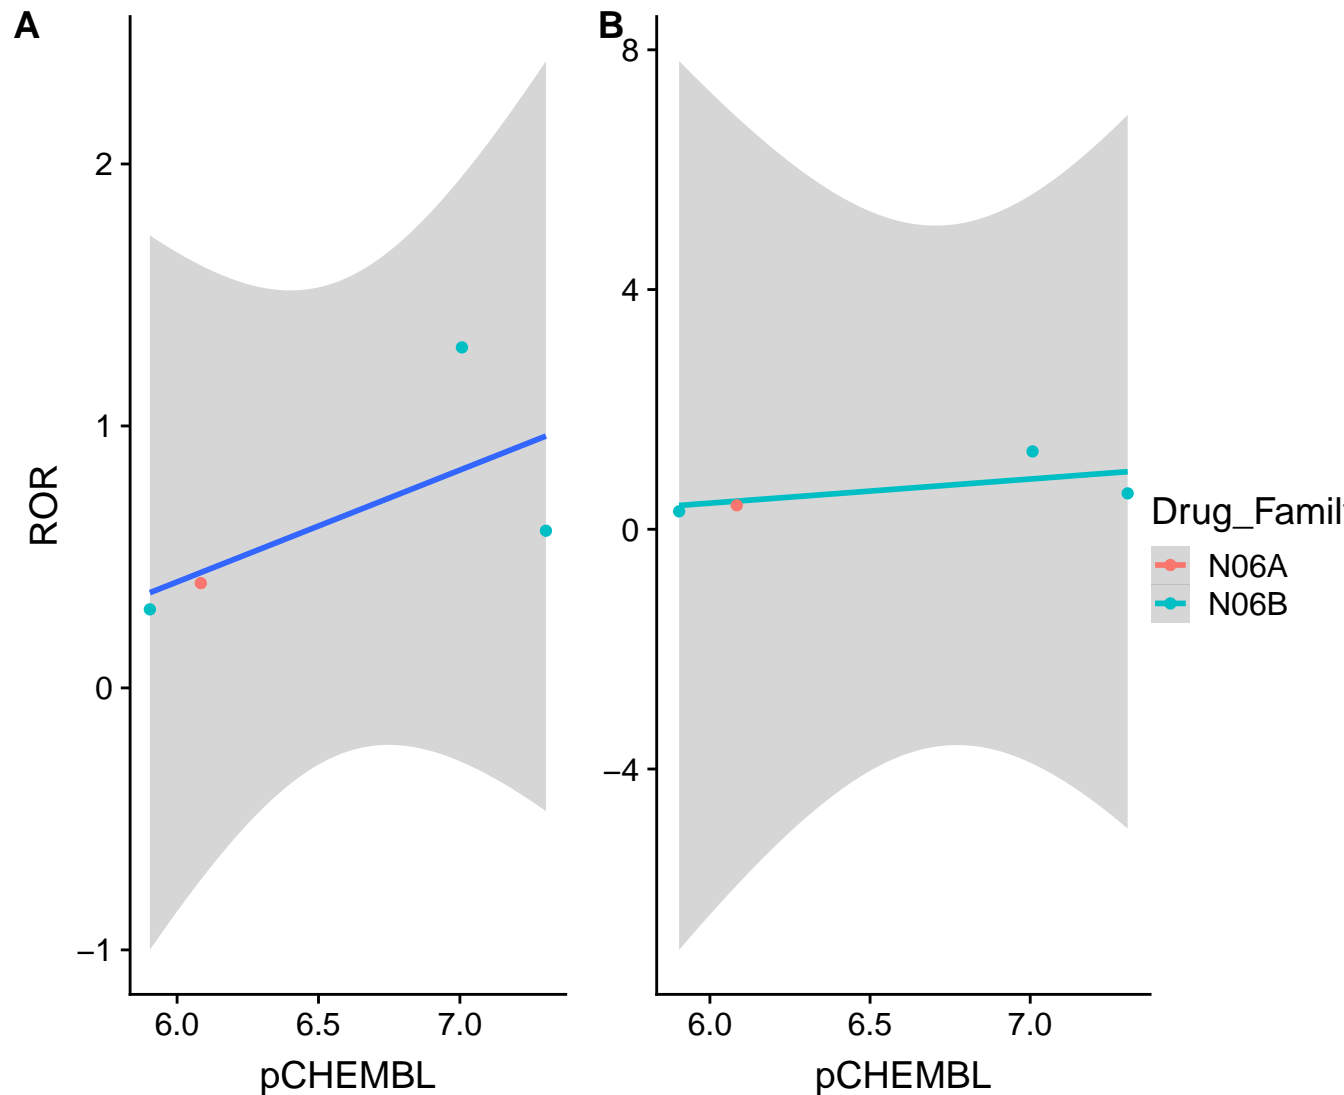 A
ROR
2
1
0
−1
6.0 6.5 7.0
pCHEMBL
B
8
4
0
−4
6.0 6.5 7.0
pCHEMBL
Drug_Famil
N06A
N06B